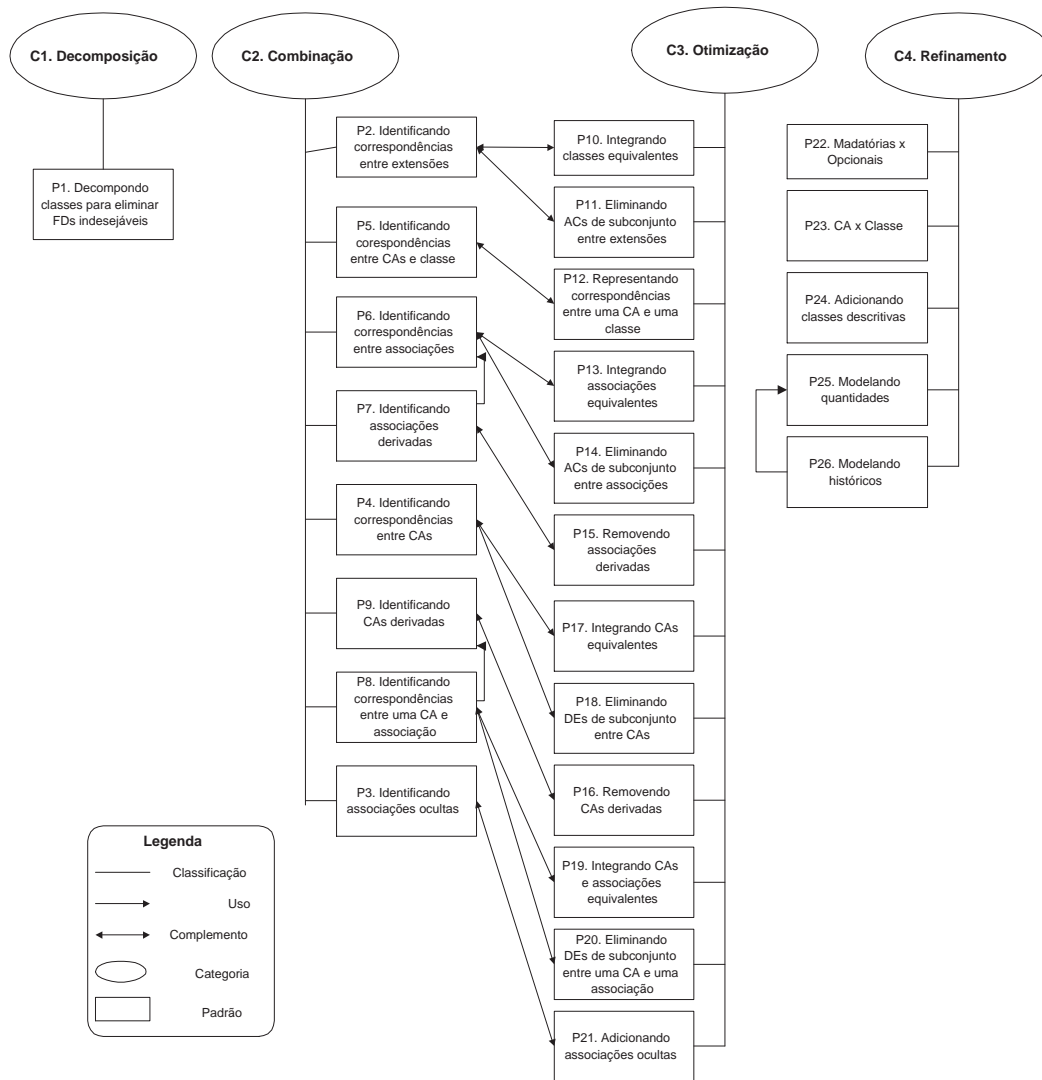 C1. Decomposição
C2. Combinação
C3. Otimização
C4. Refinamento
P1. Decompondo
classes para eliminar
FDs indesejáveis
P2. Identificando
correspondências
entre extensões
P5. Identificando
corespondências
entre CAs e classe
P6. Identificando
correspondências
entre associações
P7. Identificando
associações
derivadas
P4. Identificando
correspondências
entre CAs
P9. Identificando
CAs derivadas
P8. Identificando
correspondências
entre uma CA e
associação
P3. Identificando
associações ocultas
P10. Integrando
classes equivalentes
P11. Eliminando
ACs de subconjunto
entre extensões
P12. Representando
correspondências
entre uma CA e uma
classe
P13. Integrando
associações
equivalentes
P14. Eliminando
ACs de subconjunto
entre associções
P15. Removendo
associações
derivadas
P17. Integrando CAs
equivalentes
P18. Eliminando
DEs de subconjunto
entre CAs
P16. Removendo
CAs derivadas
P19. Integrando CAs
e associações
equivalentes
P20. Eliminando
DEs de subconjunto
entre uma CA e uma
associação
P21. Adicionando
associações ocultas
P22. Madatórias x
Opcionais
P23. CA x Classe
P24. Adicionando
classes descritivas
P25. Modelando
quantidades
P26. Modelando
históricos
Legenda
Classificação
Uso
Complemento
Categoria
Padrão